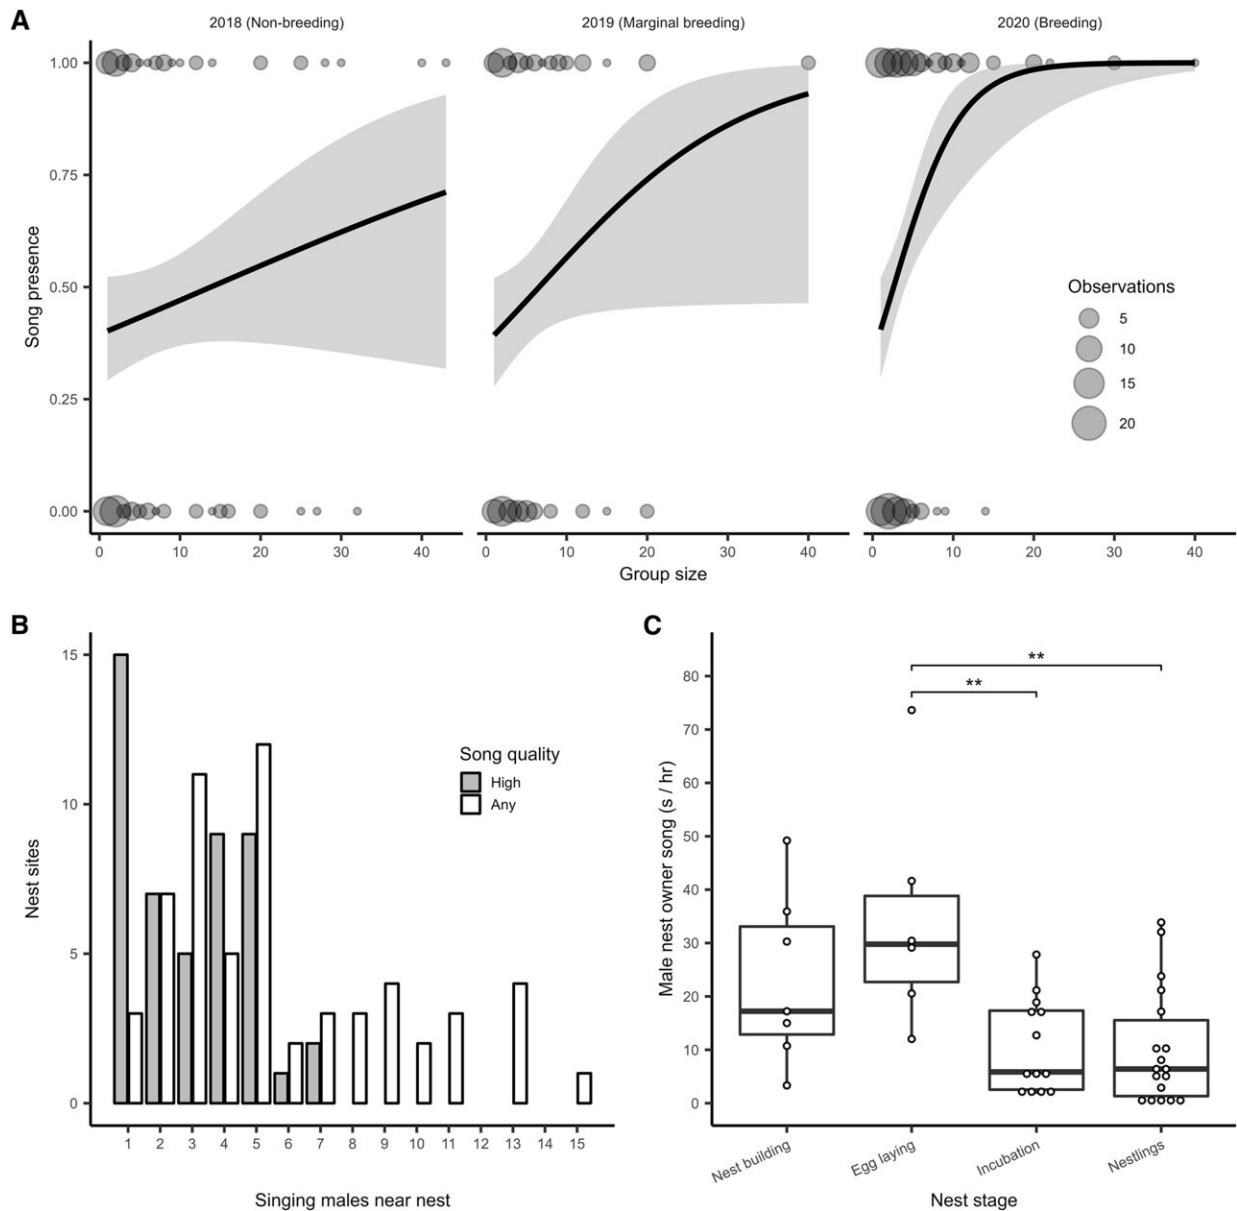 A
2018 (Non-breeding)
2019 (Marginal breeding)
2020 (Breeding)
Song presence
1.00
0.75
0.50
0.25
0.00
0 10 20 30 40
0 10 20 30 40
0 10 20 30 40
Group size
Observations
5
10
15
20
B
Nest sites
15
10
5
0
1 2 3 4 5 6 7 8 9 10 11 12 13 14 15
Singing males near nest
Song quality
High
Any
C
Male nest owner song (s / hr)
80
70
60
50
40
30
20
10
0
**
**
Nest building
Egg laying
Incubation
Nestlings
Nest stage